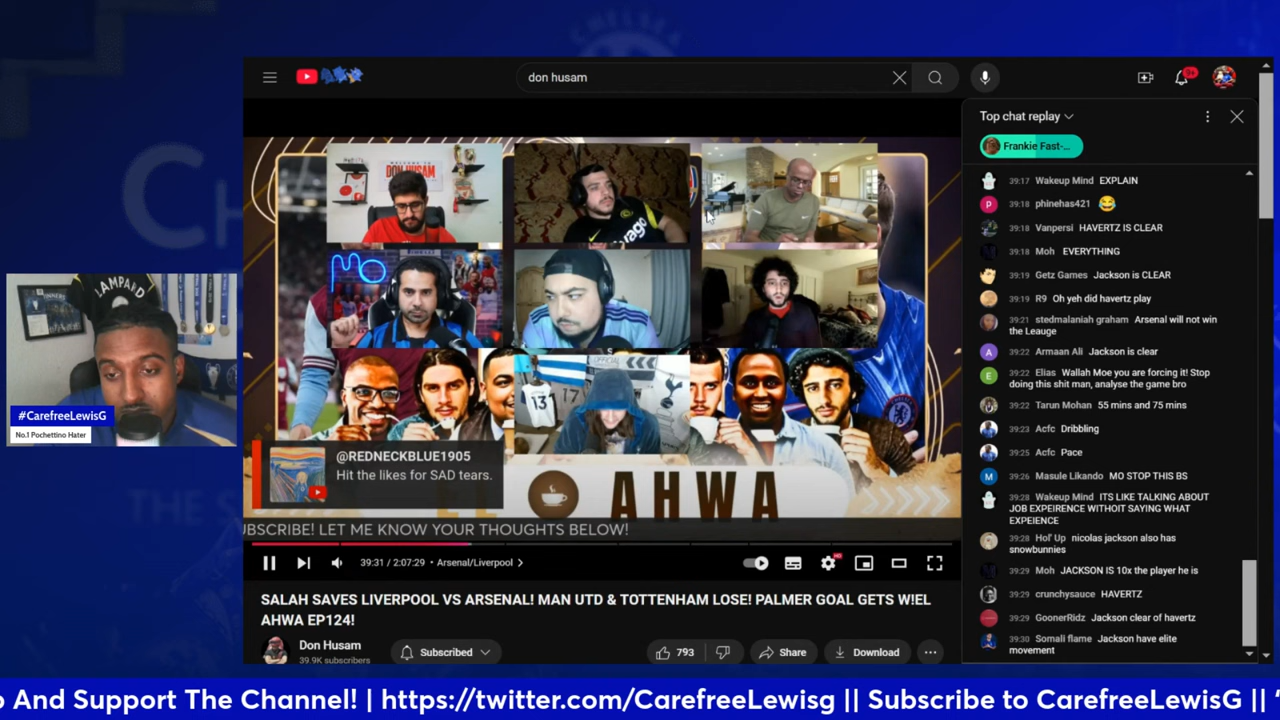 don husam
9+
Top chat replay
Frankie Fast-...
39:17 Wakeup Mind EXPLAIN
39:18 phinehas421 😂
39:18 Vanpersi HAVERTZ IS CLEAR
39:18 Moh EVERYTHING
39:19 Getz Games Jackson is CLEAR
39:19 R9 Oh yeh did havertz play
39:21 stedmalaniah graham Arsenal will not win
the Leauge
39:22 Armaan Ali Jackson is clear
39:22 Elias Wallah Moe you are forcing it! Stop
doing this shit man, analyse the game bro
39:22 Tarun Mohan 55 mins and 75 mins
39:23 Acfc Dribbling
39:25 Acfc Pace
39:26 Masule Likando MO STOP THIS BS
39:28 Wakeup Mind ITS LIKE TALKING ABOUT
JOB EXPEIRENCE WITHOIT SAYING WHAT
EXPEIENCE
39:28 Hol' Up nicolas jackson also has
snowbunnies
39:29 Moh JACKSON IS 10x the player he is
39:29 crunchysauce HAVERTZ
39:29 GoonerRidz Jackson clear of havertz
39:30 Somali flame Jackson have elite
movement
DON HUSAM
MO
LAMPARD
#CarefreeLewisG
No.1 Pochettino Hater
@REDNECKBLUE1905
Hit the likes for SAD tears.
AHWA
UBSCRIBE! LET ME KNOW YOUR THOUGHTS BELOW!
39:31 / 2:07:29 • Arsenal/Liverpool
HD
SALAH SAVES LIVERPOOL VS ARSENAL! MAN UTD & TOTTENHAM LOSE! PALMER GOAL GETS W!EL
AHWA EP124!
Don Husam
39.9K subscribers
Subscribed
793
Share
Download
o And Support The Channel! | https://twitter.com/CarefreeLewisg || Subscribe to CarefreeLewisG ||